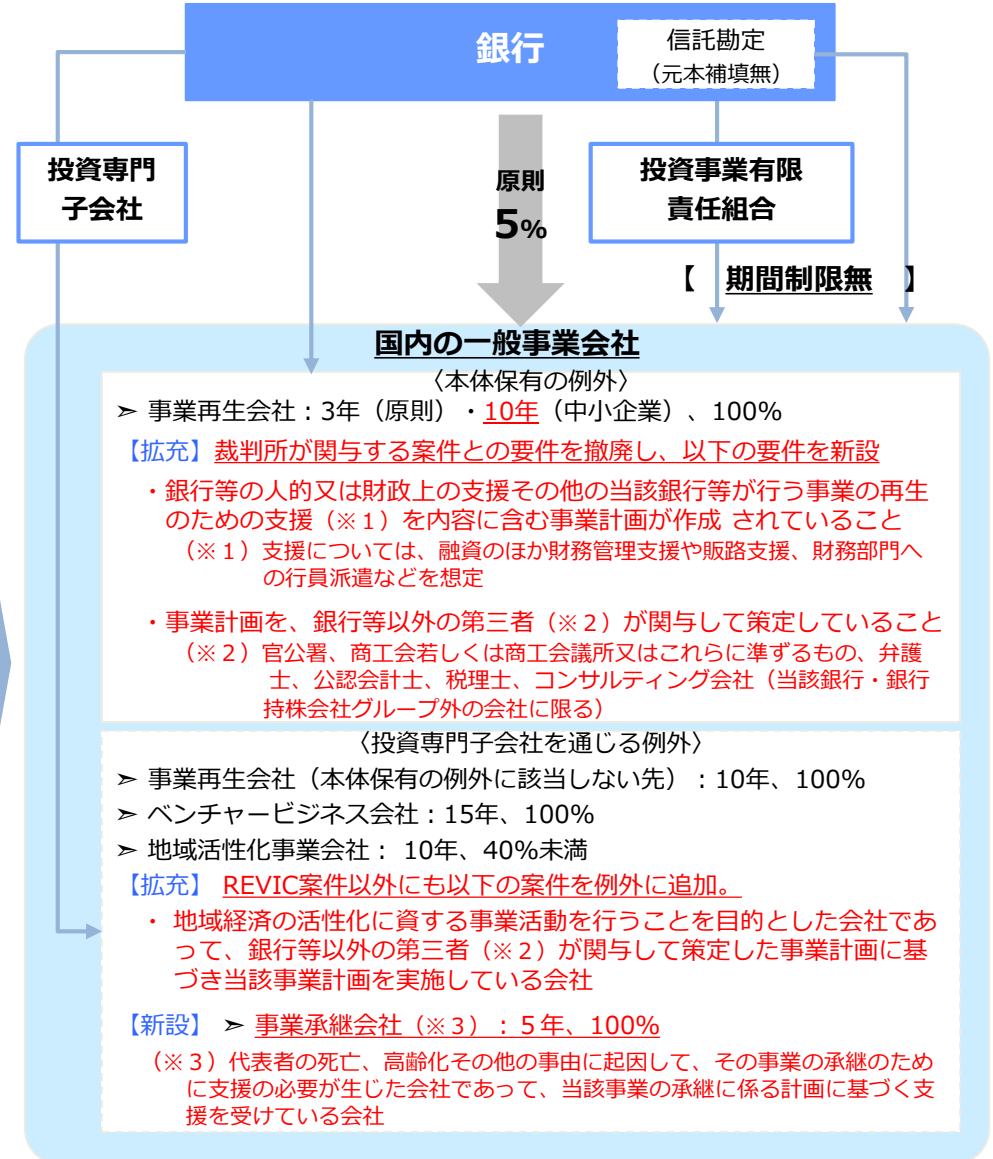 銀行
信託勘定
（元本補填無）
投資専門
子会社
原則
5%
投資事業有限
責任組合
【 期間制限無 】
国内の一般事業会社
〈本体保有の例外〉
➣ 事業再生会社：3年（原則）・10年（中小企業）、100%
【拡充】裁判所が関与する案件との要件を撤廃し、以下の要件を新設
・銀行等の人的又は財政上の支援その他の当該銀行等が行う事業の再生
のための支援（※１）を内容に含む事業計画が作成 されていること
（※１）支援については、融資のほか財務管理支援や販路支援、財務部門へ
の行員派遣などを想定
・事業計画を、銀行等以外の第三者（※２）が関与して策定していること
（※２）官公署、商工会若しくは商工会議所又はこれらに準ずるもの、弁護
士、公認会計士、税理士、コンサルティング会社（当該銀行・銀行
持株会社グループ外の会社に限る）
〈投資専門子会社を通じる例外〉
➣ 事業再生会社（本体保有の例外に該当しない先）：10年、100%
➣ ベンチャービジネス会社：15年、100%
➣ 地域活性化事業会社： 10年、40%未満
【拡充】 REVIC案件以外にも以下の案件を例外に追加。
・ 地域経済の活性化に資する事業活動を行うことを目的とした会社であ
って、銀行等以外の第三者（※２）が関与して策定した事業計画に基
づき当該事業計画を実施している会社
【新設】 ➣ 事業承継会社（※３）：５年、100%
（※３）代表者の死亡、高齢化その他の事由に起因して、その事業の承継のため
に支援の必要が生じた会社であって、当該事業の承継に係る計画に基づく支
援を受けている会社